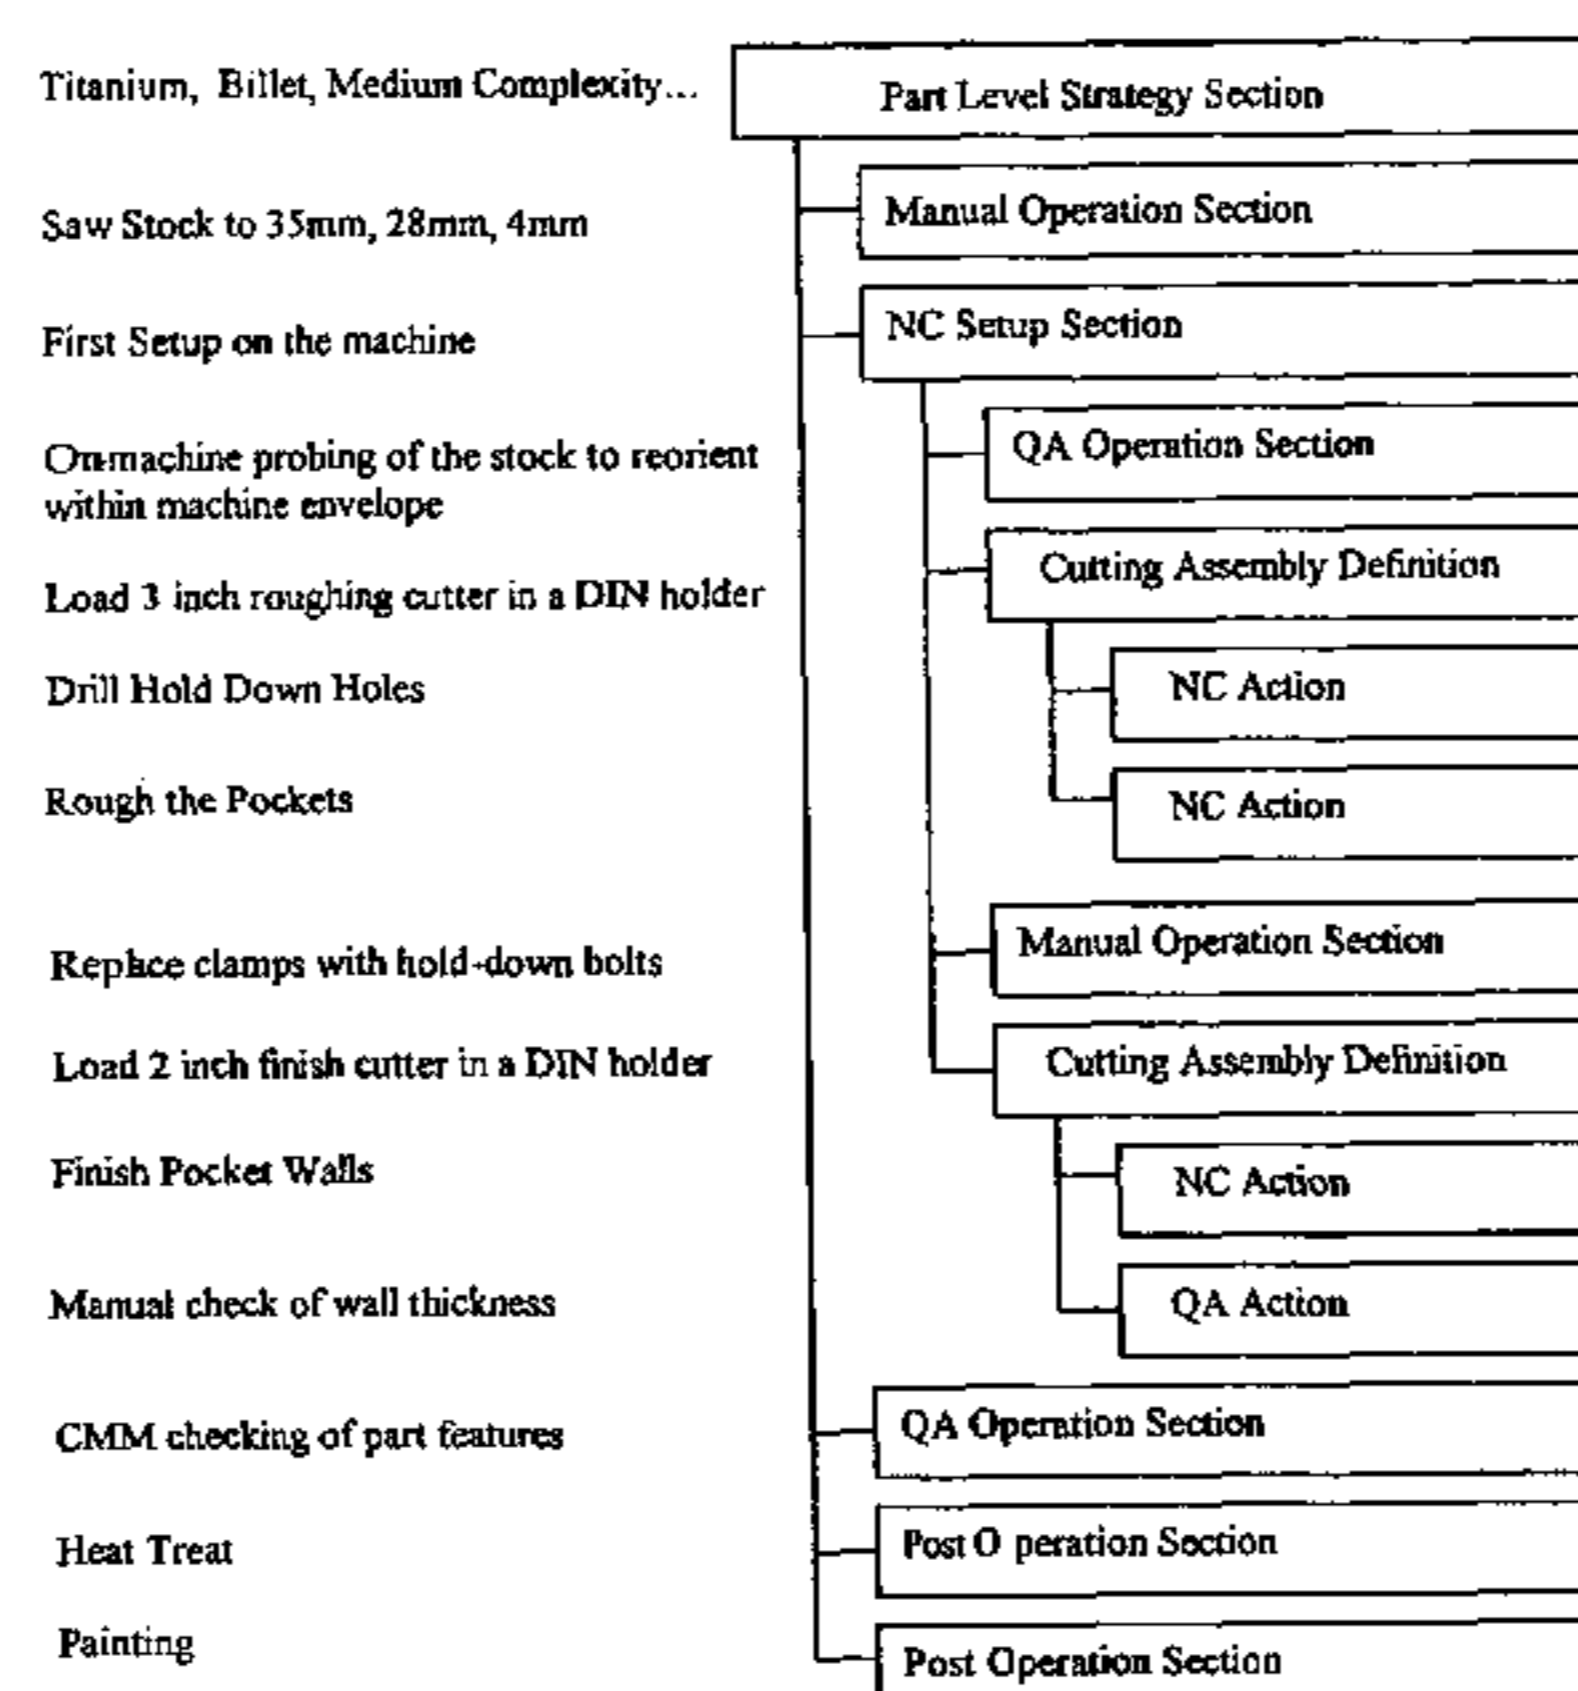 Titanium, Billet, Medium Complexity...
Part Level Strategy Section
Saw Stock to 35mm, 28mm, 4mm
Manual Operation Section
First Setup on the machine
NC Setup Section
On-machine probing of the stock to reorient
within machine envelope
QA Operation Section
Load 3 inch roughing cutter in a DIN holder
Cutting Assembly Definition
Drill Hold Down Holes
NC Action
Rough the Pockets
NC Action
Replace clamps with hold-down bolts
Manual Operation Section
Load 2 inch finish cutter in a DIN holder
Cutting Assembly Definition
Finish Pocket Walls
NC Action
Manual check of wall thickness
QA Action
CMM checking of part features
QA Operation Section
Heat Treat
Post O peration Section
Painting
Post Operation Section